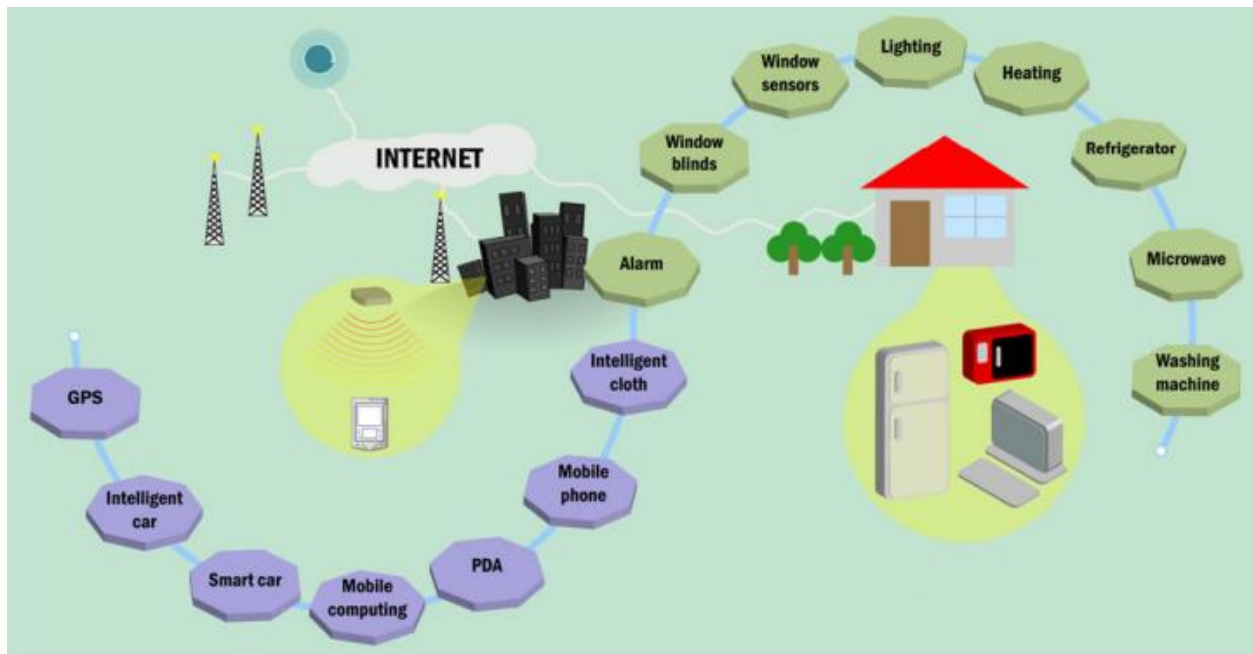 INTERNET
Lighting
Window
sensors
Heating
Window
blinds
Refrigerator
Alarm
Microwave
Washing
machine
Intelligent
cloth
Mobile
phone
PDA
Mobile
computing
Smart car
Intelligent
car
GPS